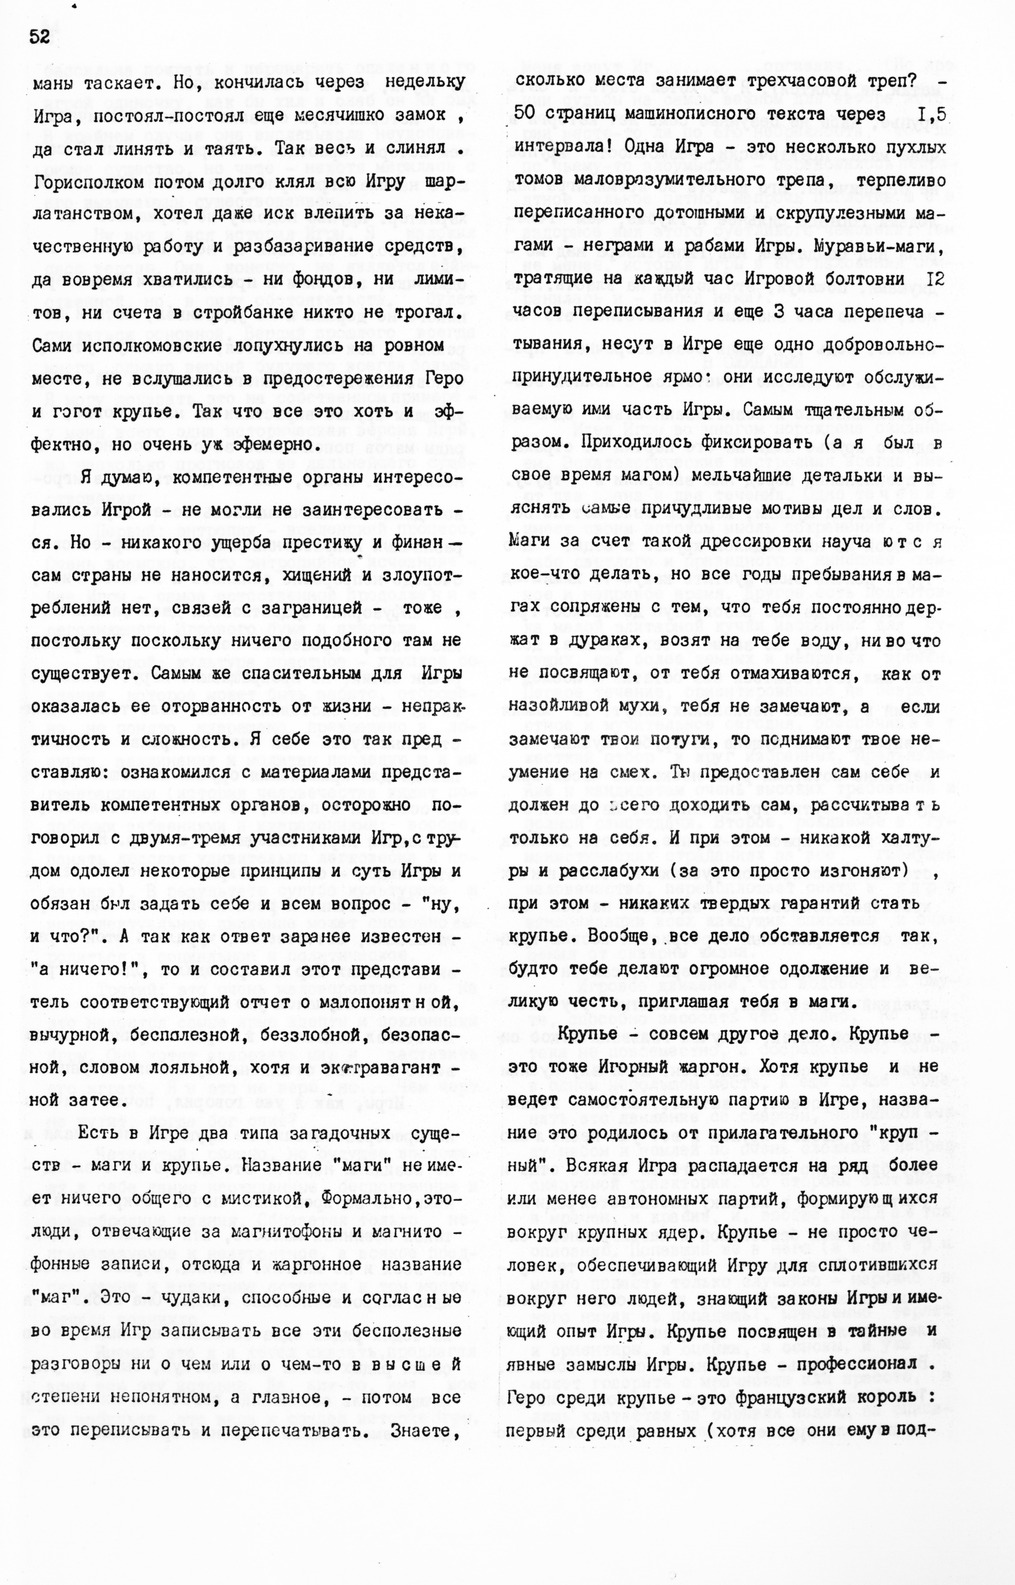 52
маны таскает. Но, кончилась через недельку
Игра, постоял-постоял еще месячишко замок ,
да стал линять и таять. Так весь и слинял .
Горисполком потом долго клял всю Игру шар-
латанством, хотел даже иск влепить за нека-
чественную работу и разбазаривание средств,
да вовремя хватились - ни фондов, ни лими-
тов, ни счета в стройбанке никто не трогал.
Сами исполкомовские лопухнулись на ровном
месте, не вслушались в предостережения Геро
и гогот крупье. Так что все это хоть и эф-
фектно, но очень уж эфемерно.
Я думаю, компетентные органы интересо-
вались Игрой - не могли не заинтересовать -
ся. Но - никакого ущерба престижу и финан —
сам страны не наносится, хищений и злоупот-
реблений нет, связей с заграницей - тоже ,
постольку поскольку ничего подобного там не
существует. Самым же спасительным для Игры
оказалась ее оторванность от жизни - непрак-
тичность и сложность. Я себе это так пред -
ставляю: ознакомился с материалами предста-
витель компетентных органов, осторожно по-
говорил с двумя-тремя участниками Игр,с тру-
дом одолел некоторые принципы и суть Игры и
обязан был задать себе и всем вопрос - "ну,
и что?". А так как ответ заранее известен -
"а ничего!", то и составил этот представи -
тель соответствующий отчет о малопонятной,
вычурной, бесполезной, беззлобной, безопас-
ной, словом лояльной, хотя и экстравагант -
ной затее.
Есть в Игре два типа загадочных суще-
ств - маги и крупье. Название "маги" не име-
ет ничего общего с мистикой, Формально,это-
люди, отвечающие за магнитофоны и магнито -
фонные записи, отсюда и жаргонное название
"маг". Это - чудаки, способные и согласные
во время Игр записывать все эти бесполезные
разговоры ни о чем или о чем-то в в ы с ш е й
степени непонятном, а главное, - потом все
это переписывать и перепечатывать. Знаете,
сколько места занимает трехчасовой треп? -
50 страниц машинописного текста через I,5
интервала! Одна Игра - это несколько пухлых
томов маловразумительного трепа, терпеливо
переписанного дотошными и скрупулезными ма-
гами - неграми и рабами Игры. Муравьи-маги,
тратящие на каждый час Игровой болтовни I2
часов переписывания и еще 3 часа перепеча -
тывания, несут в Игре еще одно добровольно-
принудительное ярмо: они исследуют обслужи-
ваемую ими часть Игры. Самым тщательным об-
разом. Приходилось фиксировать (а я был в
свое время магом) мельчайшие детальки и вы-
яснять самые причудливые мотивы дел и слов.
Маги за счет такой дрессировки науча ю т с я
кое-что делать, но все годы пребывания в ма-
гах сопряжены с тем, что тебя постоянно дер-
жат в дураках, возят на тебе воду, ни во что
не посвящают, от тебя отмахиваются, как от
назойливой мухи, тебя не замечают, а если
замечают твои потуги, то поднимают твое не-
умение на смех. Ты предоставлен сам себе и
должен до всего доходить сам, рассчитыва т ь
только на себя. И при этом - никакой халту-
ры и расслабухи (за это просто изгоняют) ,
при этом - никаких твердых гарантий стать
крупье. Вообще, все дело обставляется так,
будто тебе делают огромное одолжение и ве-
ликую честь, приглашая тебя в маги.
Крупье - совсем другое дело. Крупье -
это тоже Игорный жаргон. Хотя крупье и не
ведет самостоятельную партию в Игре, назва-
ние это родилось от прилагательного "круп -
ный". Всякая Игра распадается на ряд более
или менее автономных партий, формирующихся
вокруг крупных ядер. Крупье - не просто че-
ловек, обеспечивающий Игру для сплотившихся
вокруг него людей, знающий законы Игры и име-
ющий опыт Игры. Крупье посвящен в тайные и
явные замыслы Игры. Крупье - профессионал .
Геро среди крупье - это французский король :
первый среди равных (хотя все они ему в под-